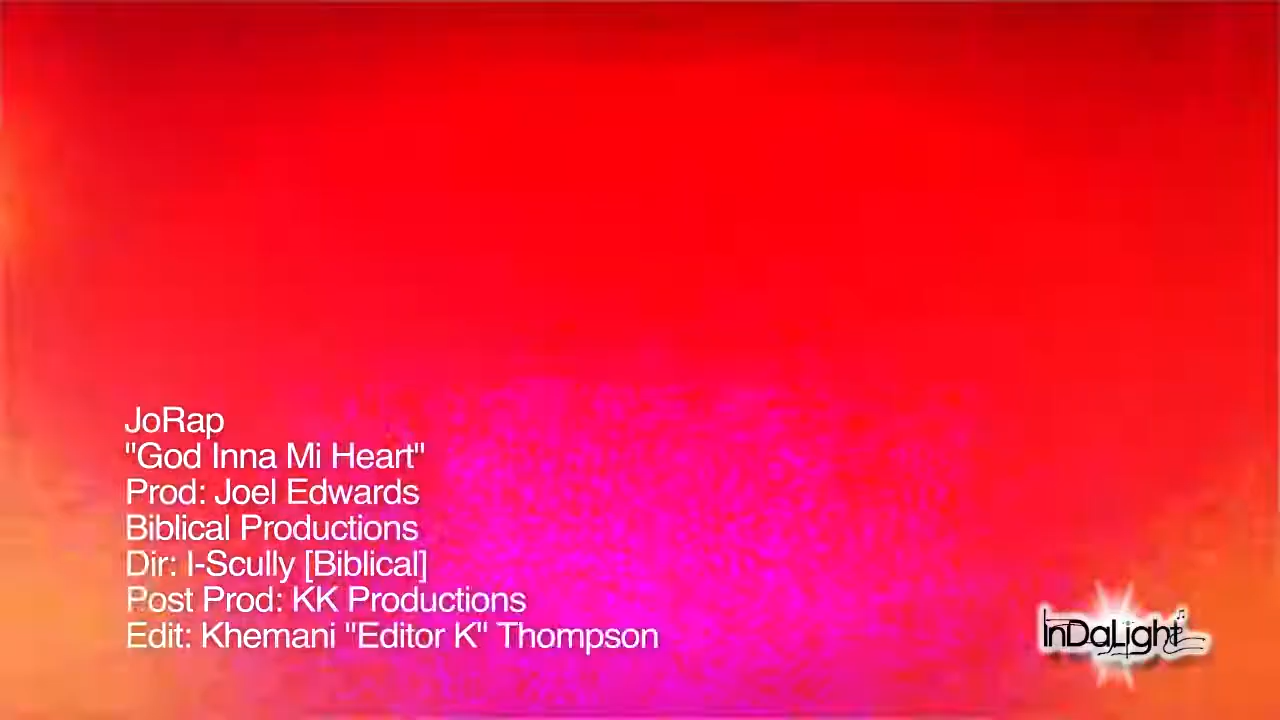 JoRap
"God Inna Mi Heart"
Prod: Joel Edwards
Biblical Productions
Dir: I-Scully [Biblical]
Post Prod: KK Productions
Edit: Khemani "Editor K" Thompson
InDaLight